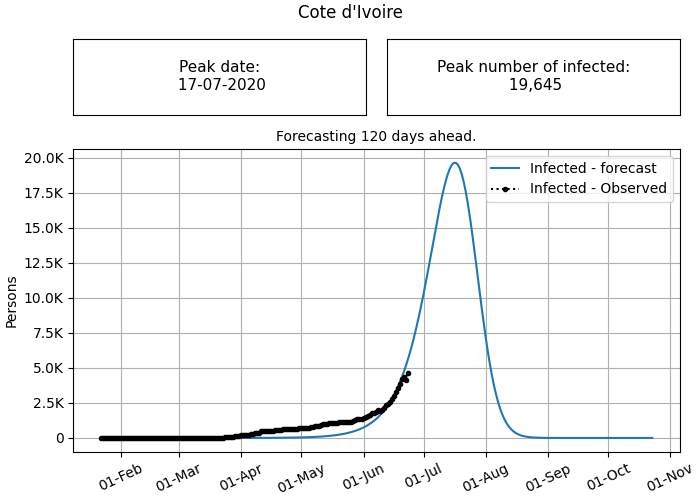 Cote d'Ivoire
Peak date:
17-07-2020
Peak number of infected:
19,645
Forecasting 120 days ahead.
Infected - forecast
Infected - Observed
Persons
20.0K
17.5K
15.0K
12.5K
10.0K
7.5K
5.0K
2.5K
0
01-Feb
01-Mar
01-Apr
01-May
01-Jun
01-Jul
01-Aug
01-Sep
01-Oct
01-Nov